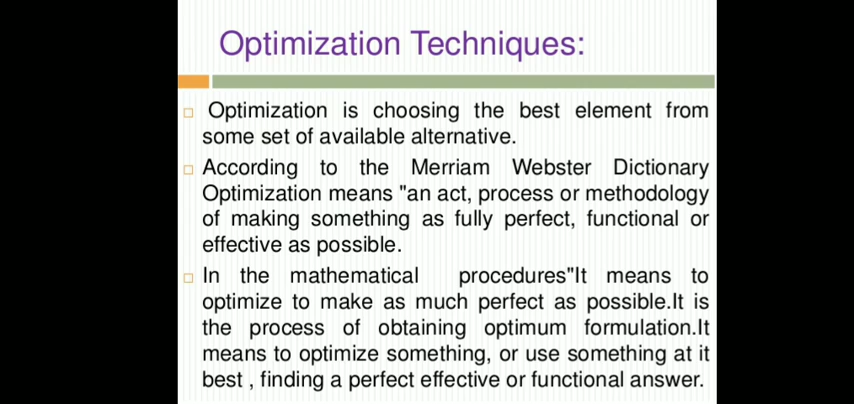 Optimization Techniques:
Optimization is choosing the best element from
some set of available alternative.
According to the Merriam Webster Dictionary
Optimization means "an act, process or methodology
of making something as fully perfect, functional or
effective as possible.
In the mathematical procedures"It means to
optimize to make as much perfect as possible.It is
the process of obtaining optimum formulation.It
means to optimize something, or use something at it
best , finding a perfect effective or functional answer.